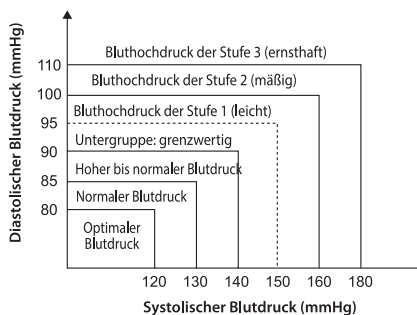 Diastolischer Blutdruck (mmHg)
Bluthochdruck der Stufe 3 (ernsthaft)
110
Bluthochdruck der Stufe 2 (mäßig)
100
Bluthochdruck der Stufe 1 (leicht)
95
Untergruppe: grenzwertig
90
Hoher bis normaler Blutdruck
85
Normaler Blutdruck
80
Optimaler
Blutdruck
120 130 140 150 160 180
Systolischer Blutdruck (mmHg)